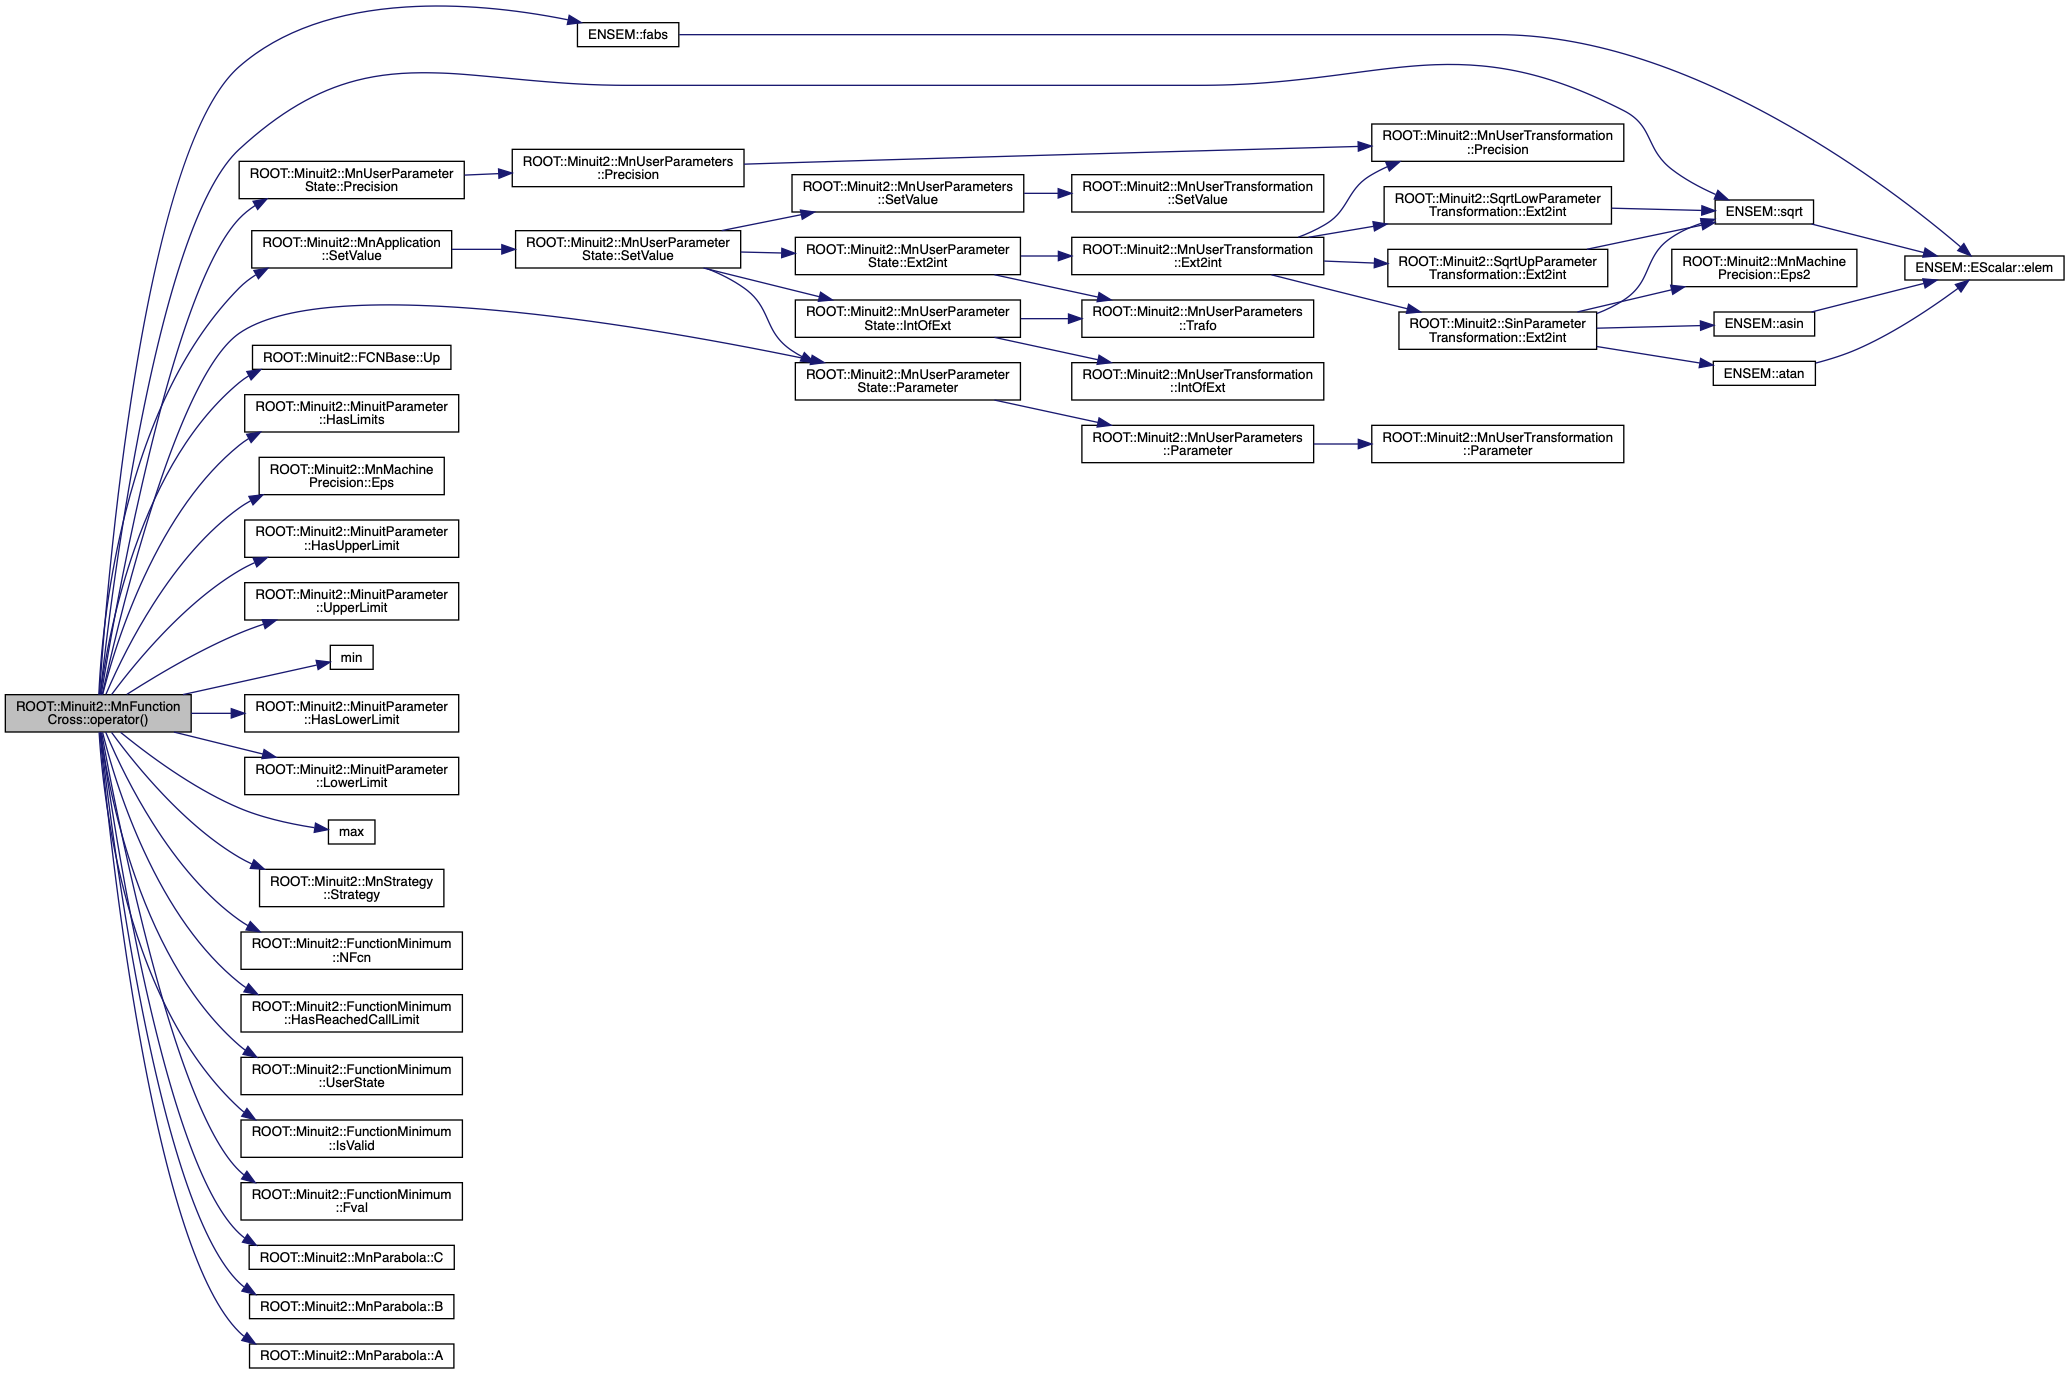 ROOT::Minuit2::MnFunction
Cross::operator()
ENSEM::fabs
ROOT::Minuit2::MnUserParameter
State::Precision
ROOT::Minuit2::MnApplication
::SetValue
ROOT::Minuit2::FCNBase::Up
ROOT::Minuit2::MinuitParameter
::HasLimits
ROOT::Minuit2::MnMachine
Precision::Eps
ROOT::Minuit2::MinuitParameter
::HasUpperLimit
ROOT::Minuit2::MinuitParameter
::UpperLimit
min
ROOT::Minuit2::MinuitParameter
::HasLowerLimit
ROOT::Minuit2::MinuitParameter
::LowerLimit
max
ROOT::Minuit2::MnStrategy
::Strategy
ROOT::Minuit2::FunctionMinimum
::NFcn
ROOT::Minuit2::FunctionMinimum
::HasReachedCallLimit
ROOT::Minuit2::FunctionMinimum
::UserState
ROOT::Minuit2::FunctionMinimum
::IsValid
ROOT::Minuit2::FunctionMinimum
::Fval
ROOT::Minuit2::MnParabola::C
ROOT::Minuit2::MnParabola::B
ROOT::Minuit2::MnParabola::A
ROOT::Minuit2::MnUserParameters
::Precision
ROOT::Minuit2::MnUserParameter
State::SetValue
ROOT::Minuit2::MnUserParameters
::SetValue
ROOT::Minuit2::MnUserParameter
State::Ext2int
ROOT::Minuit2::MnUserParameter
State::IntOfExt
ROOT::Minuit2::MnUserParameter
State::Parameter
ROOT::Minuit2::MnUserTransformation
::SetValue
ROOT::Minuit2::MnUserTransformation
::Ext2int
ROOT::Minuit2::MnUserParameters
::Trafo
ROOT::Minuit2::MnUserTransformation
::IntOfExt
ROOT::Minuit2::MnUserParameters
::Parameter
ROOT::Minuit2::MnUserTransformation
::Precision
ROOT::Minuit2::SqrtLowParameter
Transformation::Ext2int
ROOT::Minuit2::SqrtUpParameter
Transformation::Ext2int
ROOT::Minuit2::SinParameter
Transformation::Ext2int
ROOT::Minuit2::MnUserTransformation
::Parameter
ENSEM::sqrt
ROOT::Minuit2::MnMachine
Precision::Eps2
ENSEM::asin
ENSEM::atan
ENSEM::EScalar::elem